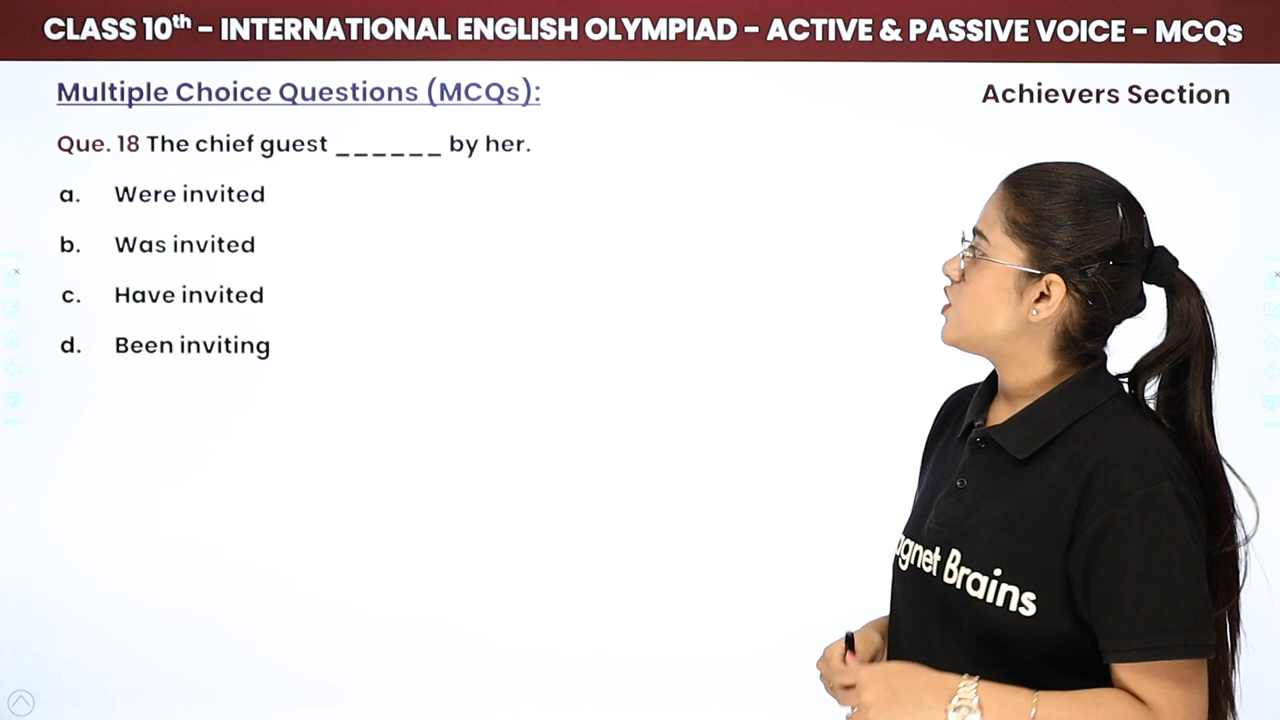 CLASS 10th – INTERNATIONAL ENGLISH OLYMPIAD – ACTIVE & PASSIVE VOICE – MCQs
Multiple Choice Questions (MCQs):
Achievers Section
Que. 18 The chief guest ______ by her.
a. Were invited
b. Was invited
c. Have invited
d. Been inviting
Brains